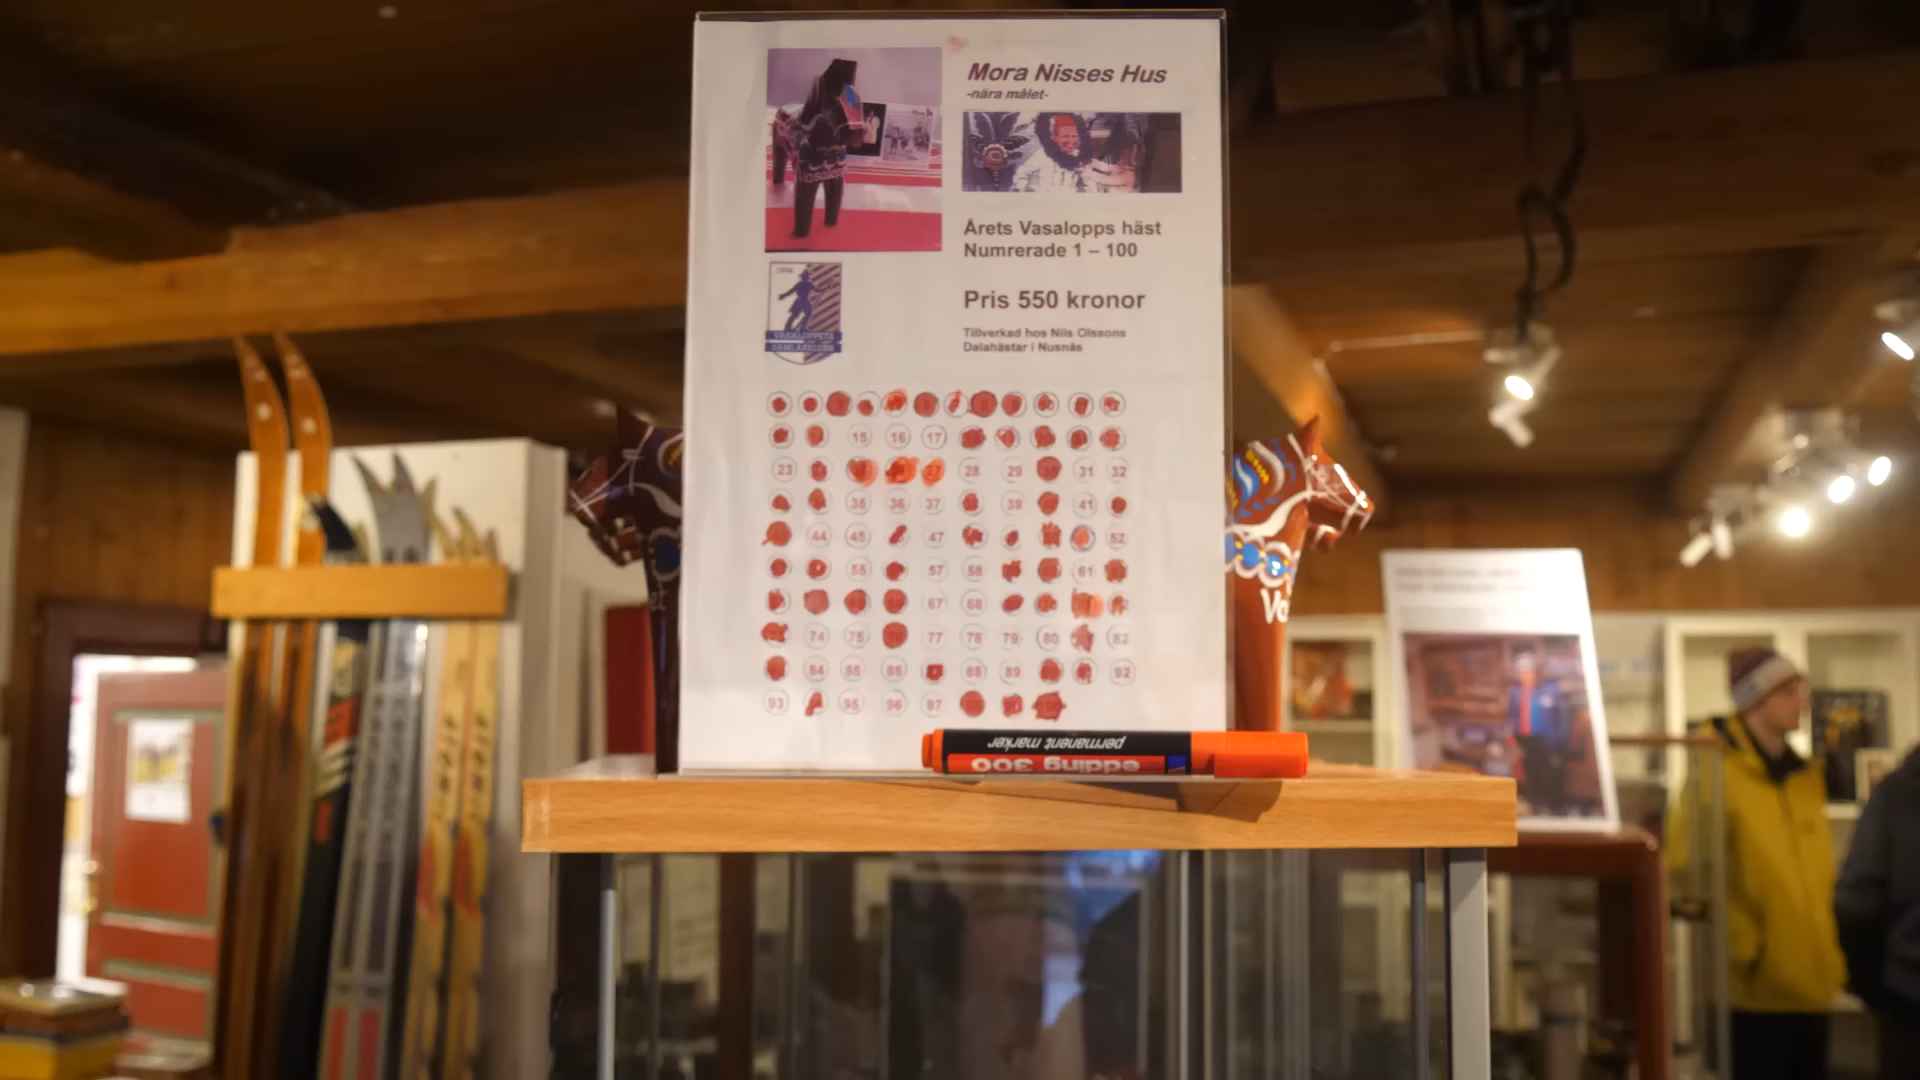 Mora Nisses Hus
-nära målet-
Årets Vasalopps häst
Numrerade 1 – 100
Pris 550 kronor
Tillverkad hos Nils Olssons
Dalahästar i Nusnäs
VASALOPPETS
SAMLARKLUBB
15 16 17
23 28 29 31 32
35 36 37 39 41
44 45 47 52
55 57 58 61
67 68
74 75 77 78 79 80 82
84 85 86 88 89 92
93 95 96 97
permanent marker
edding 300